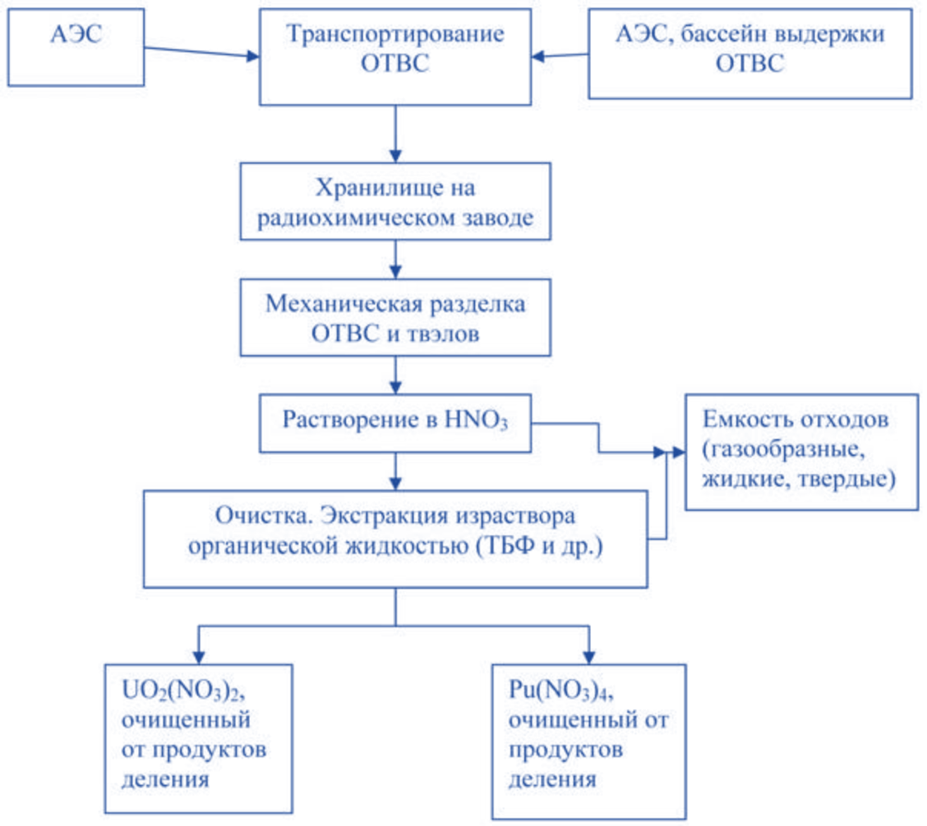 АЭС
Транспортирование
ОТВС
АЭС, бассейн выдержки
ОТВС
Хранилище на
радиохимическом заводе
Механическая разделка
ОТВС и твэлов
Растворение в HNO₃
Емкость отходов
(газообразные,
жидкие, твердые)
Очистка. Экстракция израствора
органической жидкостью (ТБФ и др.)
UO₂(NO₃)₂,
очищенный
от продуктов
деления
Pu(NO₃)₄,
очищенный от
продуктов
деления